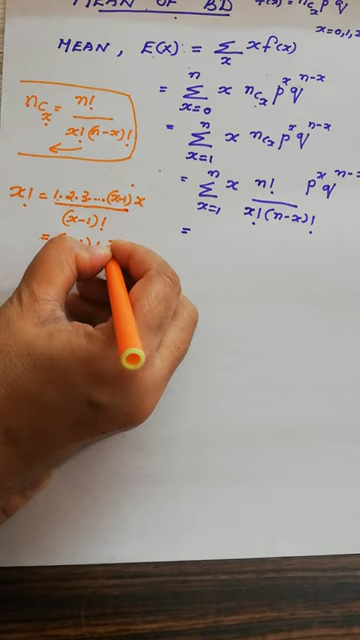 MEAN OF BD
f(x) = nCx p q
x=0,1,2
MEAN, E(X) = Σx x f(x)
nCx = n! / x!(n-x)!
= Σ_{x=0}^{n} x nCx p^x q^{n-x}
= Σ_{x=1}^{n} x nCx p^x q^{n-x}
= Σ_{x=1}^{n} x n! / x!(n-x)! p^x q^{n-x}
x! = 1.2.3....(x-1) x
(x-1)!
=
=